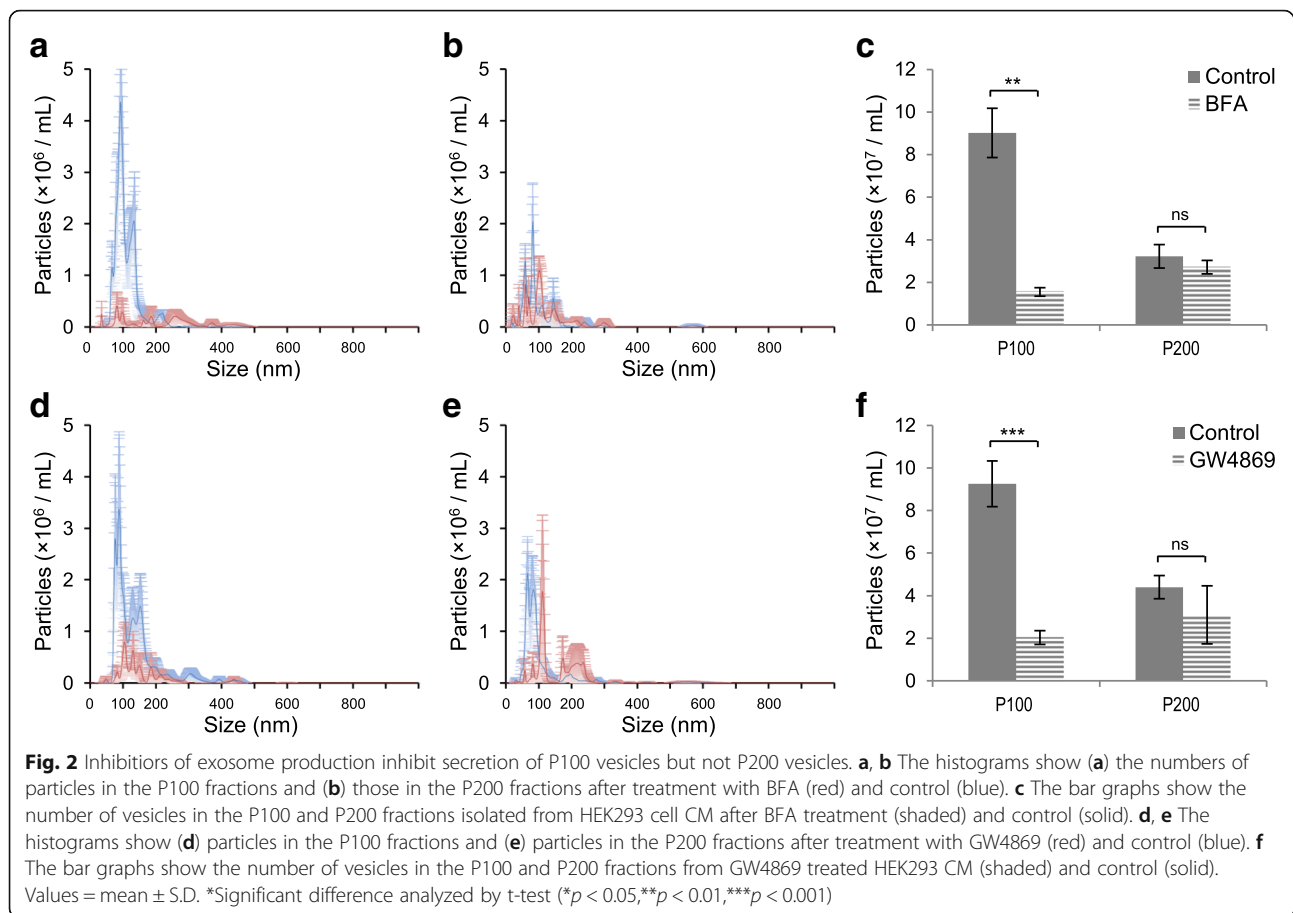 a
b
c
5
4
3
2
1
0
Particles (×10⁶ / mL)
0 100 200 400 600 800
Size (nm)
5
4
3
2
1
0
Particles (×10⁶ / mL)
0 100 200 400 600 800
Size (nm)
12
10
8
6
4
2
0
Particles (×10⁷ / mL)
Control
BFA
**
ns
P100 P200
d
e
f
5
4
3
2
1
0
Particles (×10⁶ / mL)
0 100 200 400 600 800
Size (nm)
5
4
3
2
1
0
Particles (×10⁶ / mL)
0 100 200 400 600 800
Size (nm)
12
10
8
6
4
2
0
Particles (×10⁷ / mL)
Control
GW4869
***
ns
P100 P200
Fig. 2 Inhibitiors of exosome production inhibit secretion of P100 vesicles but not P200 vesicles. a, b The histograms show (a) the numbers of
particles in the P100 fractions and (b) those in the P200 fractions after treatment with BFA (red) and control (blue). c The bar graphs show the
number of vesicles in the P100 and P200 fractions isolated from HEK293 cell CM after BFA treatment (shaded) and control (solid). d, e The
histograms show (d) particles in the P100 fractions and (e) particles in the P200 fractions after treatment with GW4869 (red) and control (blue). f
The bar graphs show the number of vesicles in the P100 and P200 fractions from GW4869 treated HEK293 CM (shaded) and control (solid).
Values = mean ± S.D. *Significant difference analyzed by t-test (*p < 0.05,**p < 0.01,***p < 0.001)